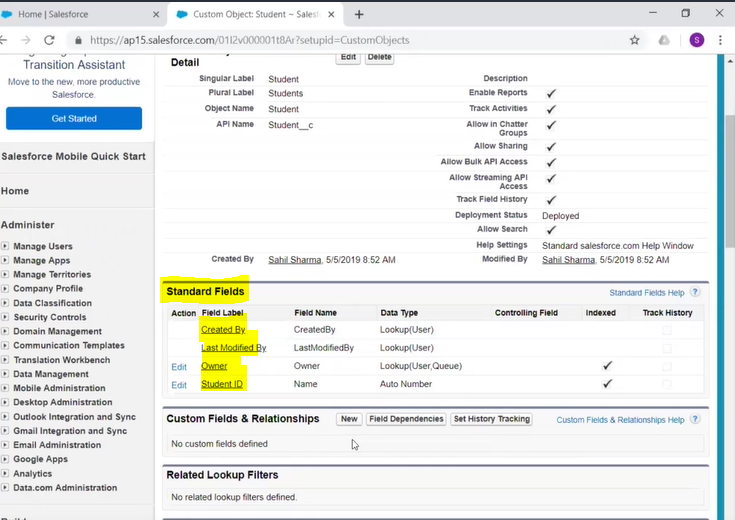 Home | Salesforce
Custom Object: Student ~ Salesf
https://ap15.salesforce.com/01I2v000001t8Ar?setupid=CustomObjects
S
Transition Assistant
Move to the new, more productive
Salesforce.
Get Started
Salesforce Mobile Quick Start
Home
Administer
Manage Users
Manage Apps
Manage Territories
Company Profile
Data Classification
Security Controls
Domain Management
Communication Templates
Translation Workbench
Data Management
Mobile Administration
Desktop Administration
Outlook Integration and Sync
Gmail Integration and Sync
Email Administration
Google Apps
Analytics
Data.com Administration
Detail
Edit Delete
Singular Label Student Description
Plural Label Students Enable Reports
Object Name Student Track Activities
API Name Student__c Allow in Chatter
Groups
Allow Sharing
Allow Bulk API Access
Allow Streaming API
Access
Track Field History
Deployment Status Deployed
Allow Search
Help Settings Standard salesforce.com Help Window
Created By Sahil Sharma, 5/5/2019 8:52 AM Modified By Sahil Sharma, 5/5/2019 8:52 AM
Standard Fields Standard Fields Help ?
Action Field Label Field Name Data Type Controlling Field Indexed Track History
Created By CreatedBy Lookup(User)
Last Modified By LastModifiedBy Lookup(User)
Edit Owner Owner Lookup(User,Queue)
Edit Student ID Name Auto Number
Custom Fields & Relationships New Field Dependencies Set History Tracking Custom Fields & Relationships Help ?
No custom fields defined
Related Lookup Filters
No related lookup filters defined.